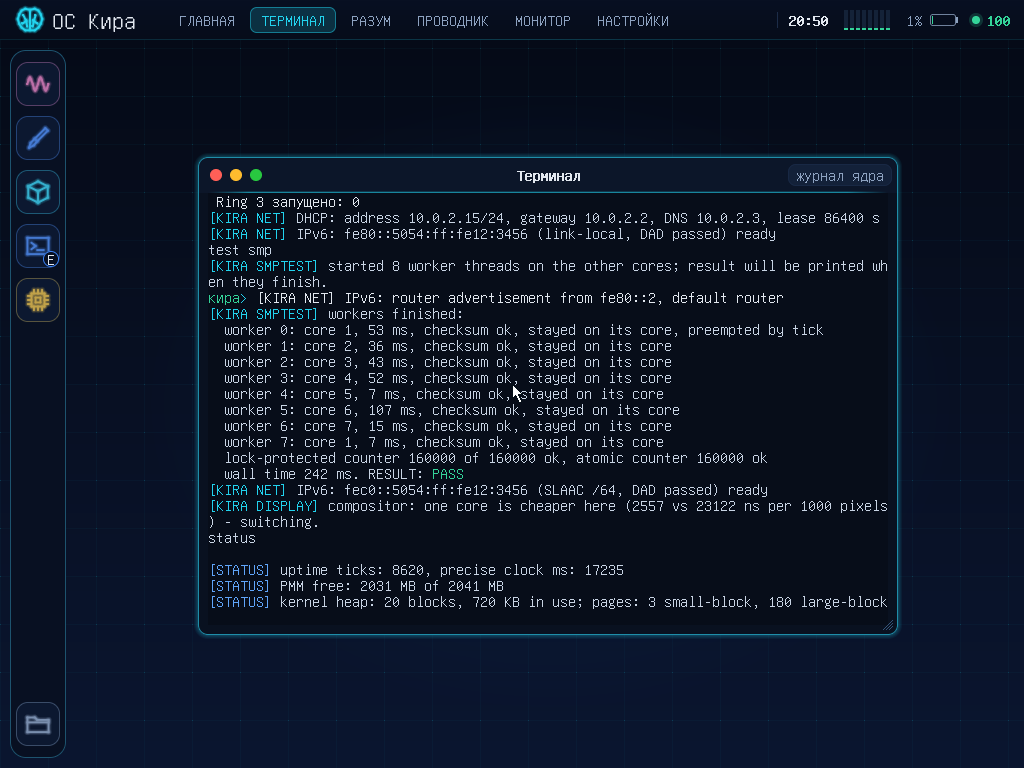 ОС Кира ГЛАВНАЯ ТЕРМИНАЛ РАЗУМ ПРОВОДНИК МОНИТОР НАСТРОЙКИ 20:50 1% 100
E
Терминал журнал ядра
Ring 3 запущено: 0
[KIRA NET] DHCP: address 10.0.2.15/24, gateway 10.0.2.2, DNS 10.0.2.3, lease 86400 s
[KIRA NET] IPv6: fe80::5054:ff:fe12:3456 (link-local, DAD passed) ready
test smp
[KIRA SMPTEST] started 8 worker threads on the other cores; result will be printed wh
en they finish.
кира> [KIRA NET] IPv6: router advertisement from fe80::2, default router
[KIRA SMPTEST] workers finished:
worker 0: core 1, 53 ms, checksum ok, stayed on its core, preempted by tick
worker 1: core 2, 36 ms, checksum ok, stayed on its core
worker 2: core 3, 43 ms, checksum ok, stayed on its core
worker 3: core 4, 52 ms, checksum ok, stayed on its core
worker 4: core 5, 7 ms, checksum ok, stayed on its core
worker 5: core 6, 107 ms, checksum ok, stayed on its core
worker 6: core 7, 15 ms, checksum ok, stayed on its core
worker 7: core 1, 7 ms, checksum ok, stayed on its core
lock-protected counter 160000 of 160000 ok, atomic counter 160000 ok
wall time 242 ms. RESULT: PASS
[KIRA NET] IPv6: fec0::5054:ff:fe12:3456 (SLAAC /64, DAD passed) ready
[KIRA DISPLAY] compositor: one core is cheaper here (2557 vs 23122 ns per 1000 pixels
) - switching.
status
[STATUS] uptime ticks: 8620, precise clock ms: 17235
[STATUS] PMM free: 2031 MB of 2041 MB
[STATUS] kernel heap: 20 blocks, 720 KB in use; pages: 3 small-block, 180 large-block